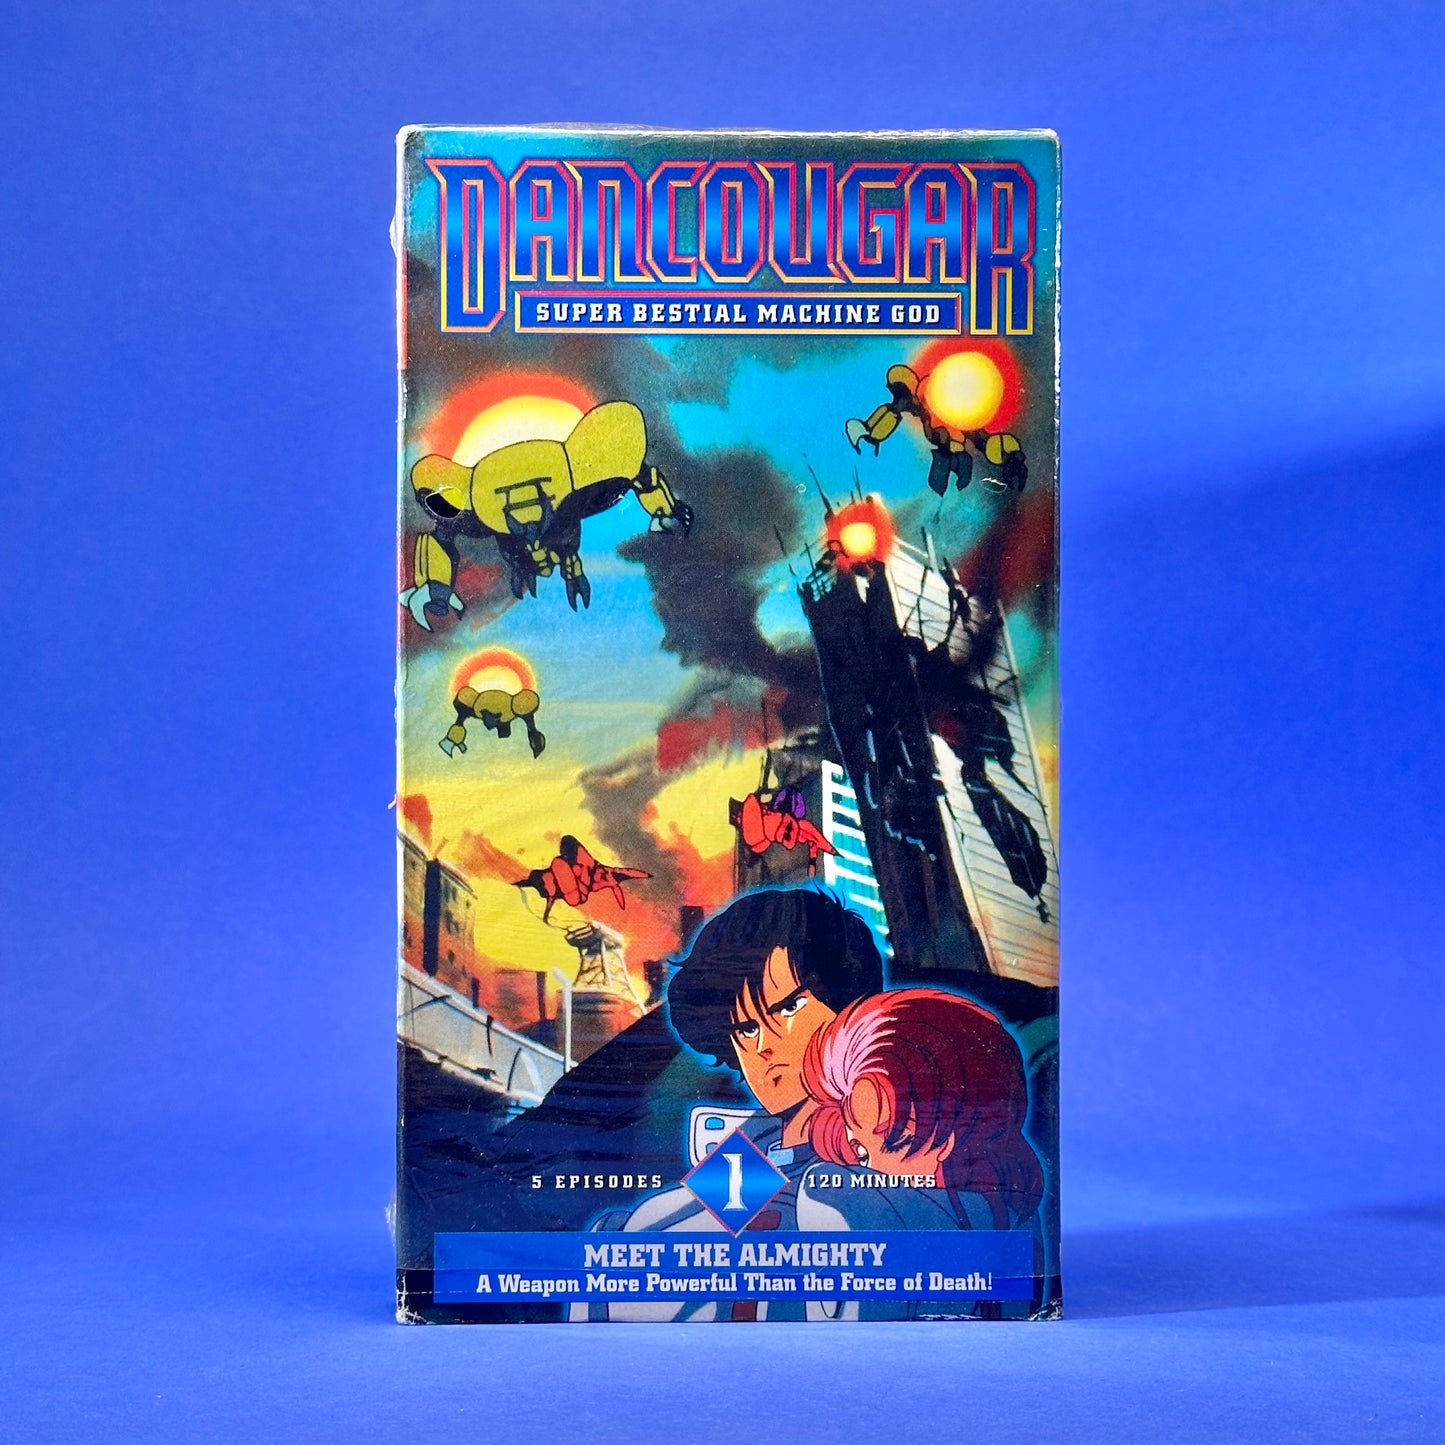 DANCOUGAR
SUPER BESTIAL MACHINE GOD
5 EPISODES 1 120 MINUTES
MEET THE ALMIGHTY
A Weapon More Powerful Than the Force of Death!